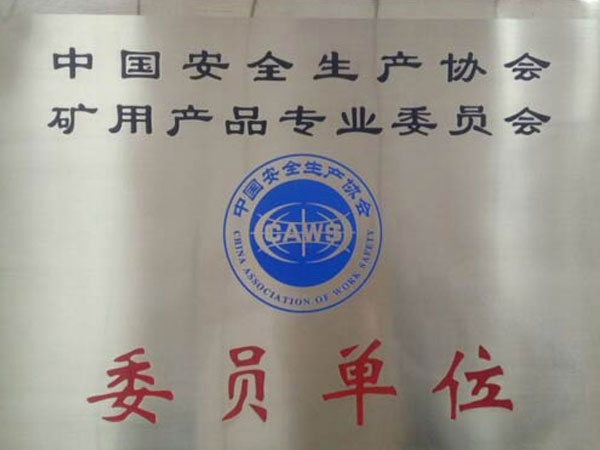 中国安全生产协会
矿用产品专业委员会
中国安全生产协会
CAWS
CHINA ASSOCIATION OF WORK SAFETY
委员单位